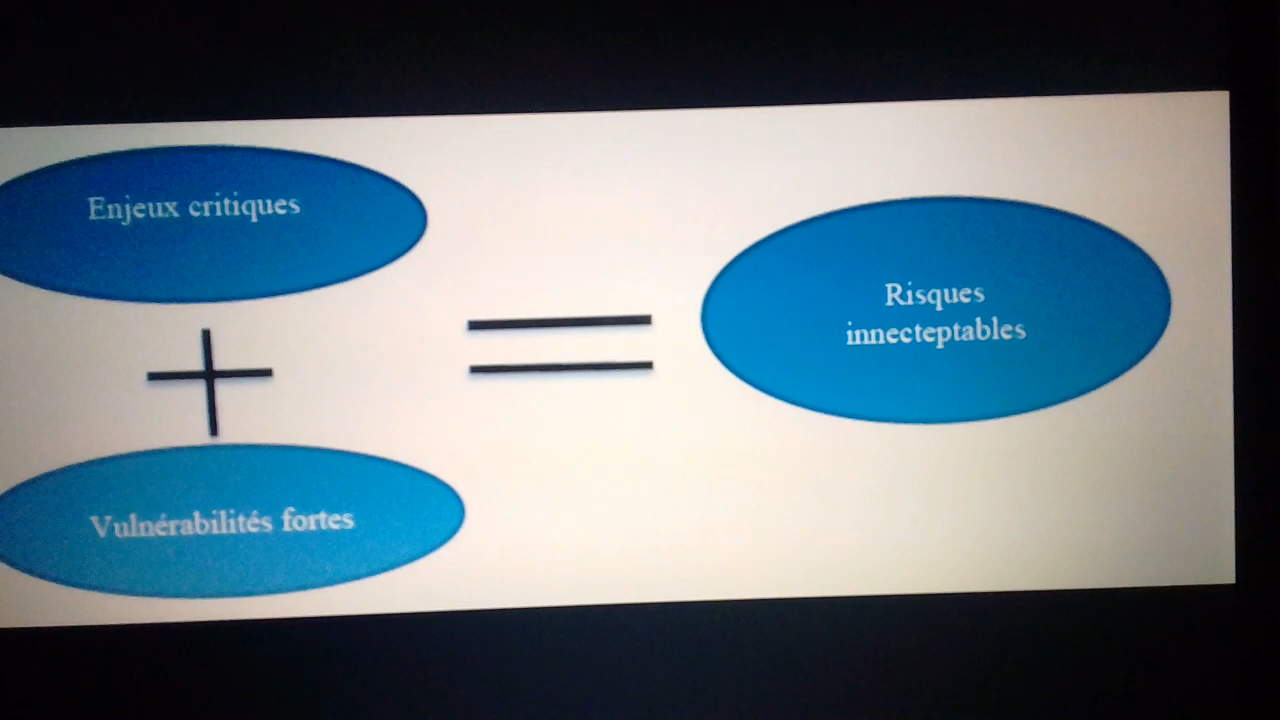 Enjeux critiques
Vulnérabilités fortes
Risques
innecteptables